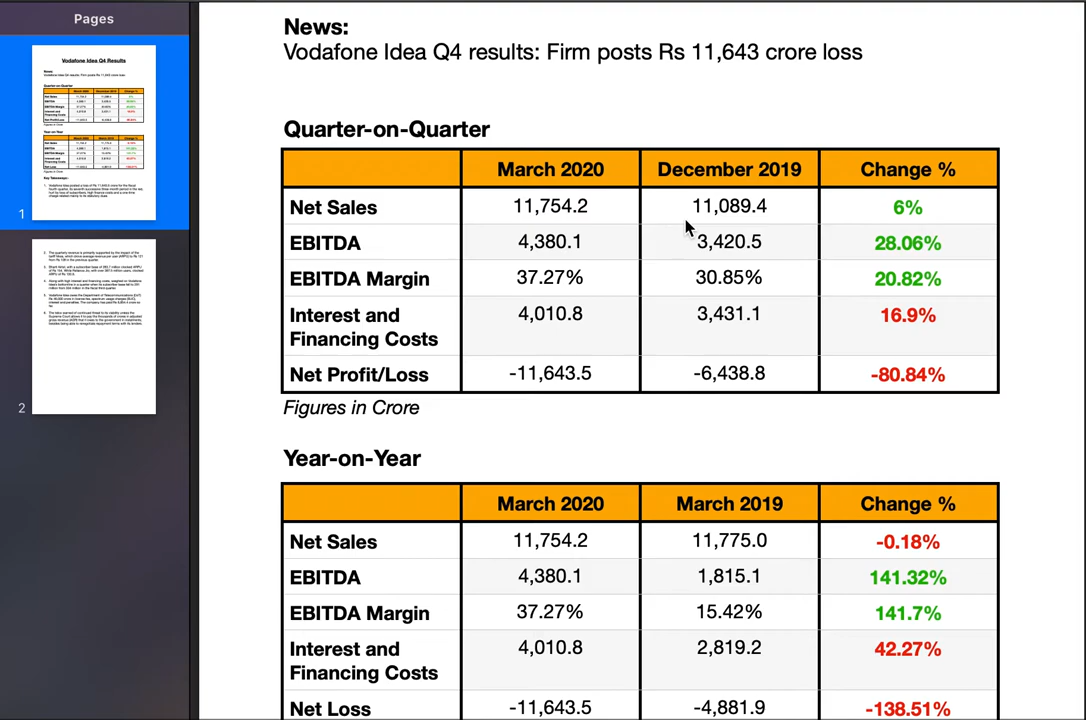 Pages
1
2
News:
Vodafone Idea Q4 results: Firm posts Rs 11,643 crore loss
Quarter-on-Quarter
March 2020 December 2019 Change %
Net Sales 11,754.2 11,089.4 6%
EBITDA 4,380.1 3,420.5 28.06%
EBITDA Margin 37.27% 30.85% 20.82%
Interest and
Financing Costs 4,010.8 3,431.1 16.9%
Net Profit/Loss -11,643.5 -6,438.8 -80.84%
Figures in Crore
Year-on-Year
March 2020 March 2019 Change %
Net Sales 11,754.2 11,775.0 -0.18%
EBITDA 4,380.1 1,815.1 141.32%
EBITDA Margin 37.27% 15.42% 141.7%
Interest and
Financing Costs 4,010.8 2,819.2 42.27%
Net Loss -11,643.5 -4,881.9 -138.51%